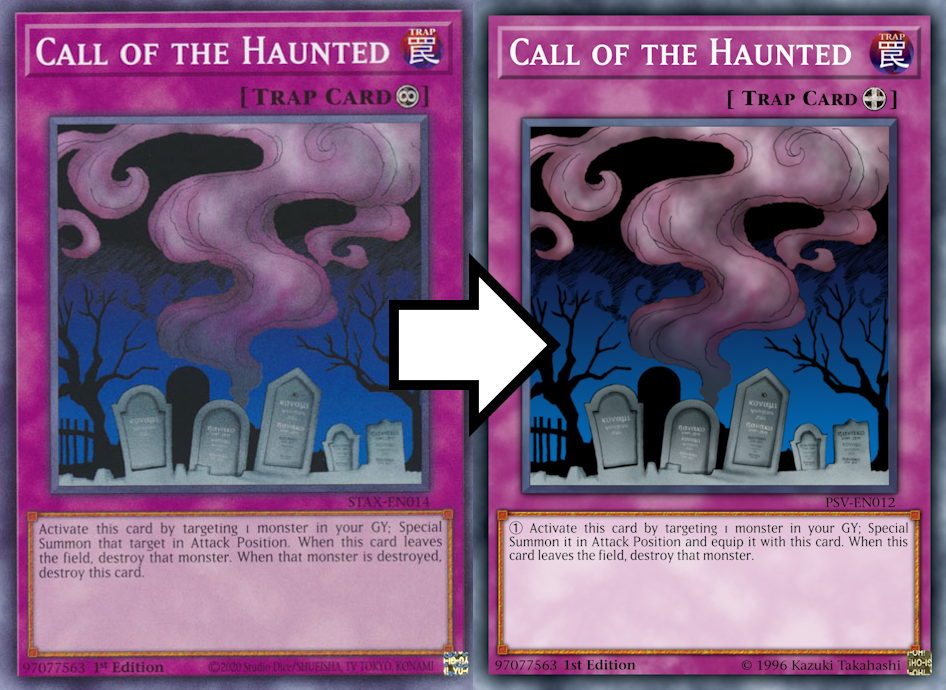 CALL OF THE HAUNTED
TRAP
罠
[TRAP CARD]
STAX-EN014
Activate this card by targeting 1 monster in your GY; Special
Summon that target in Attack Position. When this card leaves
the field, destroy that monster. When that monster is destroyed,
destroy this card.
97077563 1st Edition
©2020 Studio Dice/SHUEISHA, TV TOKYO, KONAMI
CALL OF THE HAUNTED
TRAP
罠
[ TRAP CARD ]
PSV-EN012
① Activate this card by targeting 1 monster in your GY; Special
Summon it in Attack Position and equip it with this card. When this
card leaves the field, destroy that monster.
97077563 1st Edition
© 1996 Kazuki Takahashi